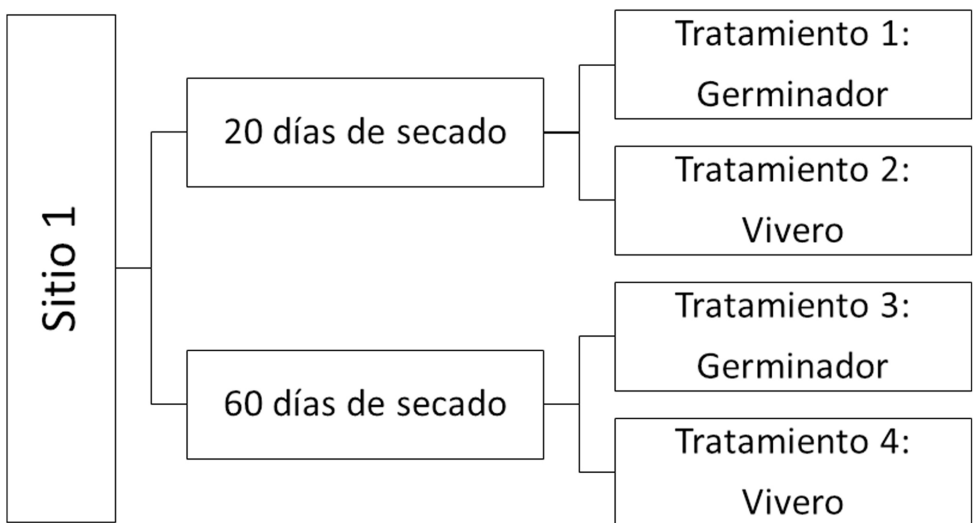 Sitio 1
20 días de secado
Tratamiento 1:
Germinador
Tratamiento 2:
Vivero
60 días de secado
Tratamiento 3:
Germinador
Tratamiento 4:
Vivero